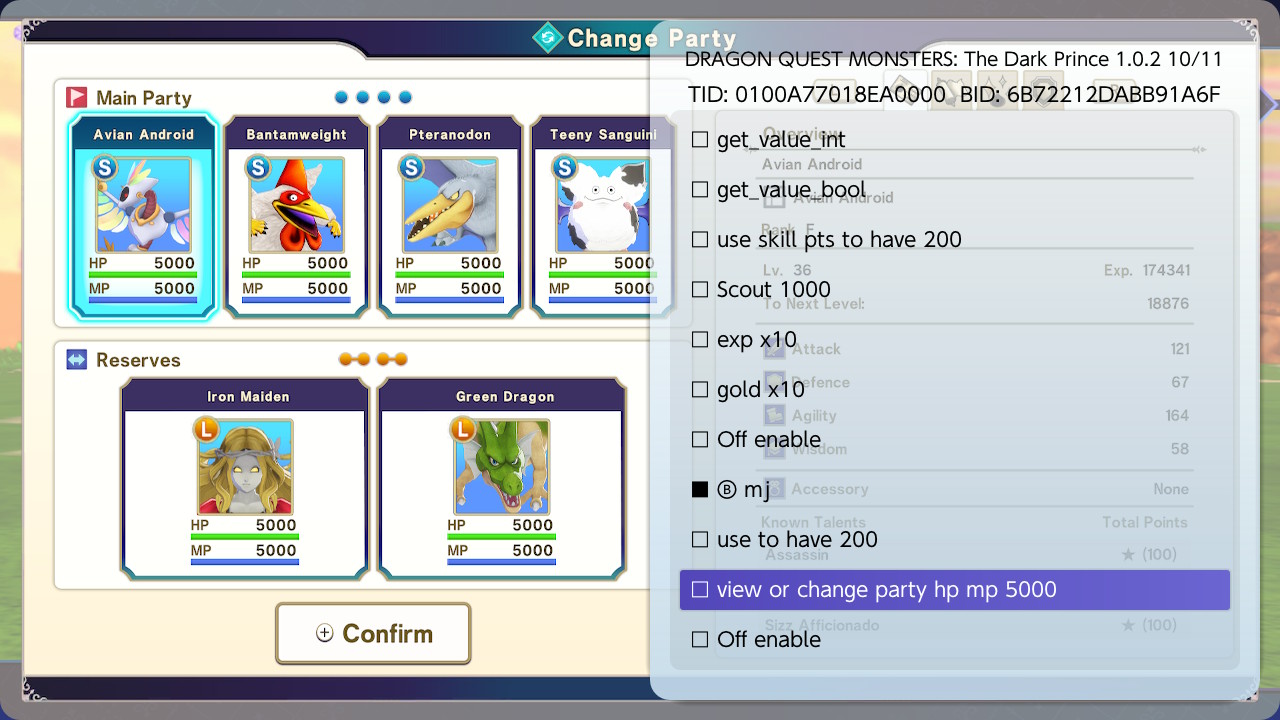 Change Party
Main Party
Avian Android
S
HP 5000
MP 5000
Bantamweight
S
HP 5000
MP 5000
Pteranodon
S
HP 5000
MP 5000
Teeny Sanguini
S
HP 5000
MP 5000
Reserves
Iron Maiden
L
HP 5000
MP 5000
Green Dragon
L
HP 5000
MP 5000
+ Confirm
DRAGON QUEST MONSTERS: The Dark Prince 1.0.2 10/11
TID: 0100A77018EA0000 BID: 6B72212DABB91A6F
☐ get_value_int
☐ get_value_bool
☐ use skill pts to have 200
☐ Scout 1000
☐ exp x10
☐ gold x10
☐ Off enable
■ Ⓑ mj
☐ use to have 200
☐ view or change party hp mp 5000
☐ Off enable
Overview
Avian Android
Avian Android
Rank F
Lv. 36 Exp. 174341
To Next Level: 18876
Attack 121
Defence 67
Agility 164
Wisdom 58
Accessory None
Known Talents Total Points
Assassin ★ (100)
Sizz Afficionado ★ (100)